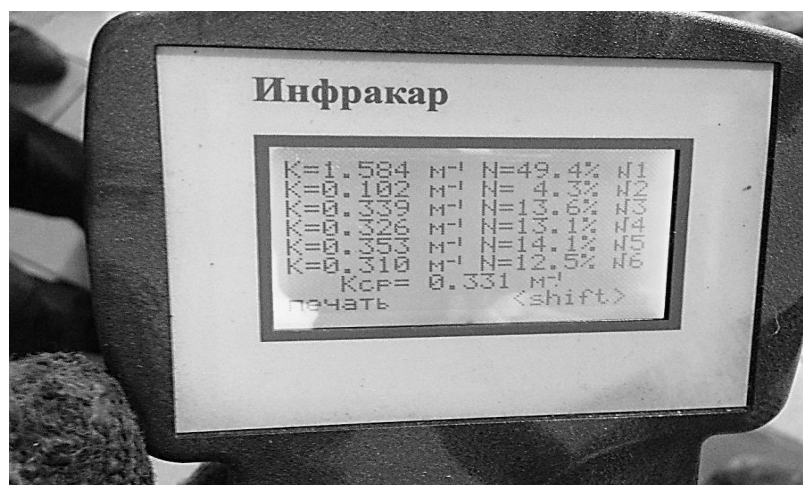 Инфракар
K=1.584 м⁻¹ N=49.4% №1
K=0.102 м⁻¹ N= 4.3% №2
K=0.339 м⁻¹ N=13.6% №3
K=0.326 м⁻¹ N=13.1% №4
K=0.353 м⁻¹ N=14.1% №5
K=0.310 м⁻¹ N=12.5% №6
Kср= 0.331 м⁻¹
печать <shift>